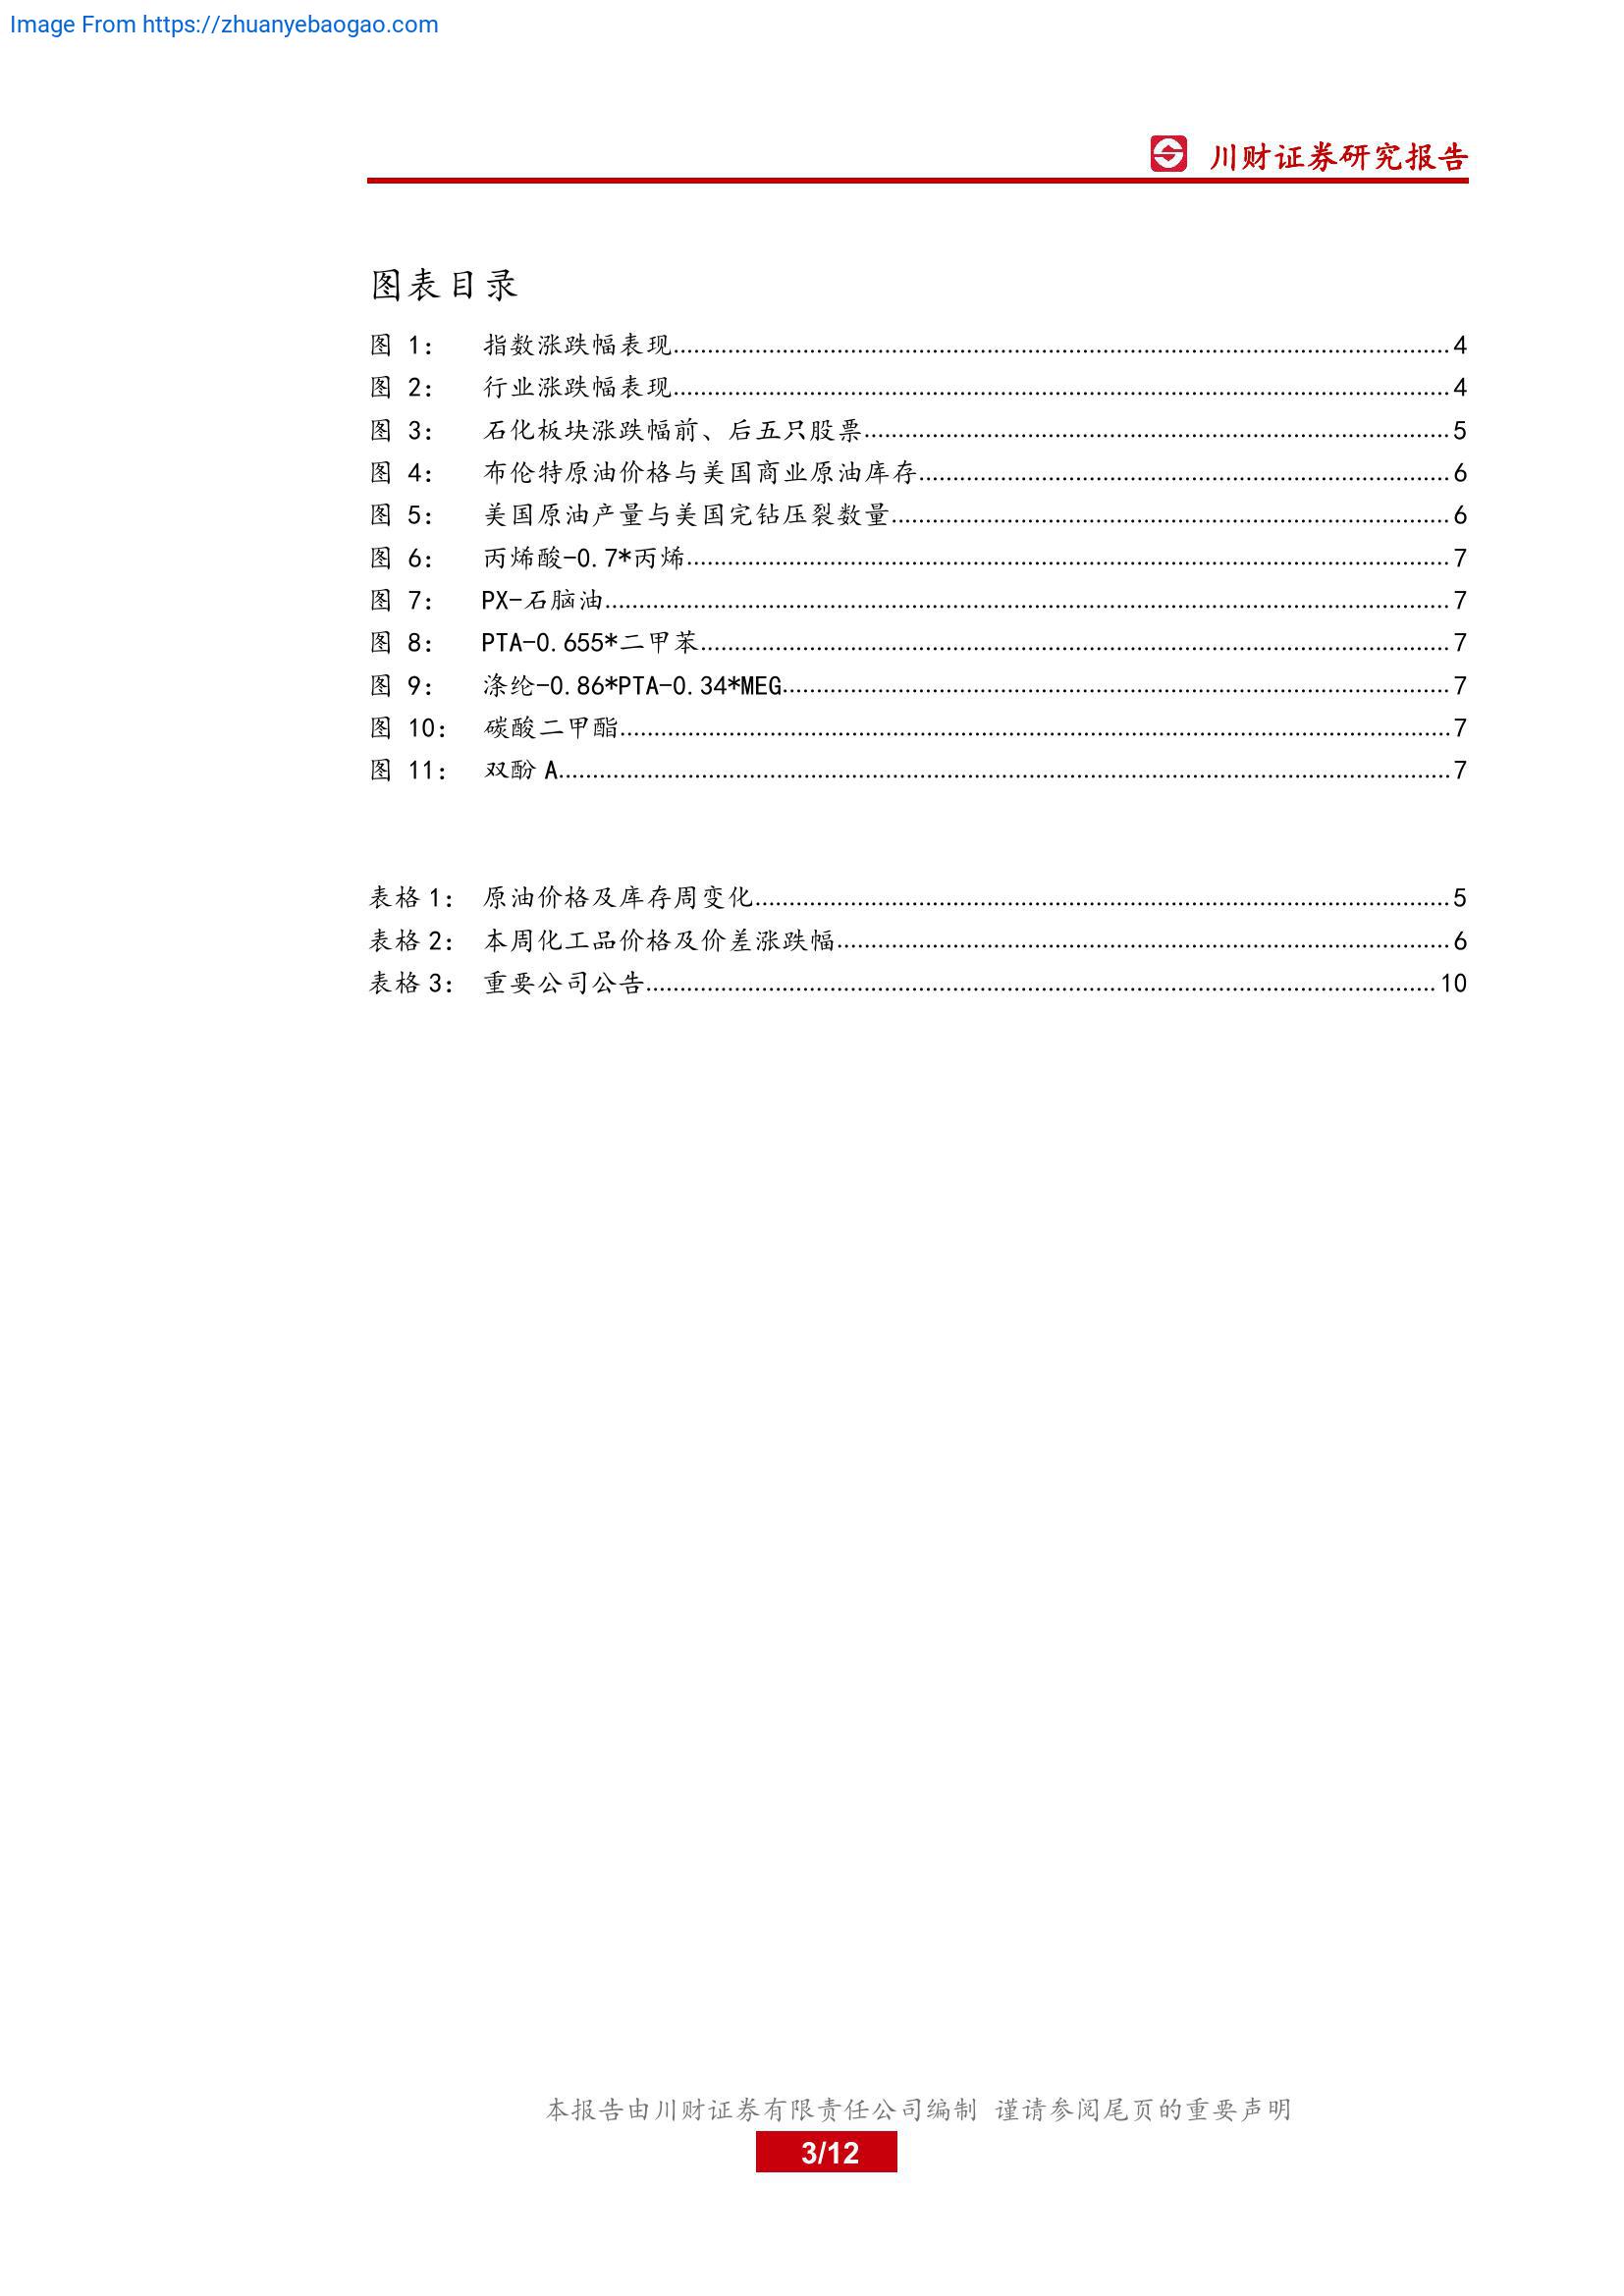 Image From https://zhuanyebaogao.com
川财证券研究报告
图表目录
图 1： 指数涨跌幅表现 4
图 2： 行业涨跌幅表现 4
图 3： 石化板块涨跌幅前、后五只股票 5
图 4： 布伦特原油价格与美国商业原油库存 6
图 5： 美国原油产量与美国完钻压裂数量 6
图 6： 丙烯酸-0.7*丙烯 7
图 7： PX-石脑油 7
图 8： PTA-0.655*二甲苯 7
图 9： 涤纶-0.86*PTA-0.34*MEG 7
图 10： 碳酸二甲酯 7
图 11： 双酚 A 7
表格 1： 原油价格及库存周变化 5
表格 2： 本周化工品价格及价差涨跌幅 6
表格 3： 重要公司公告 10
本报告由川财证券有限责任公司编制 谨请参阅尾页的重要声明
3/12